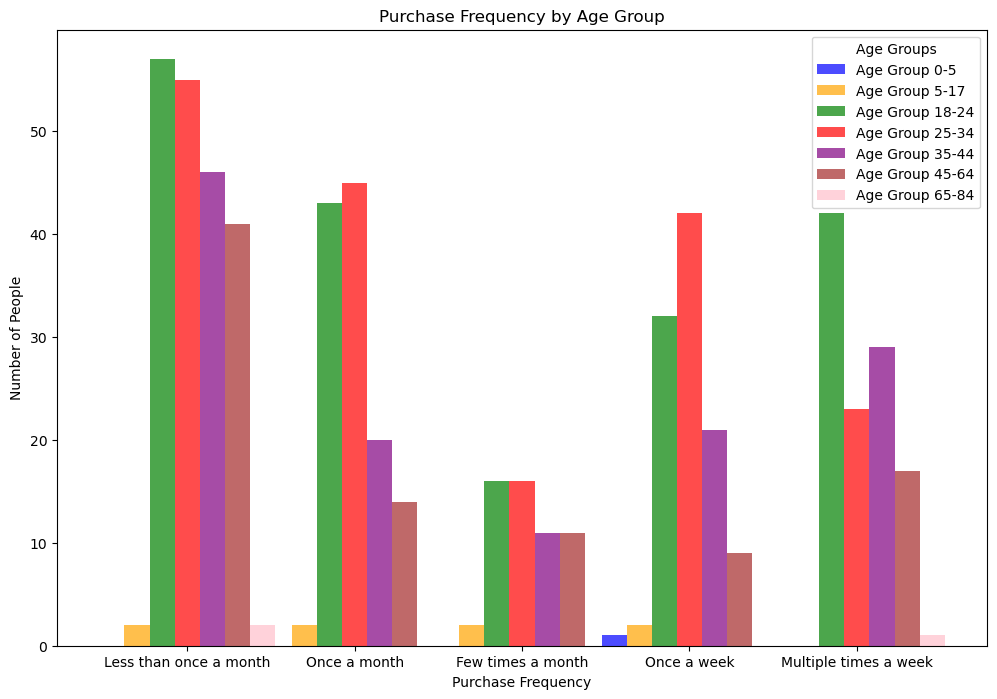 Purchase Frequency by Age Group
Age Groups
Age Group 0-5
Age Group 5-17
Age Group 18-24
Age Group 25-34
Age Group 35-44
Age Group 45-64
Age Group 65-84
Number of People
50
40
30
20
10
0
Less than once a month
Once a month
Few times a month
Once a week
Multiple times a week
Purchase Frequency